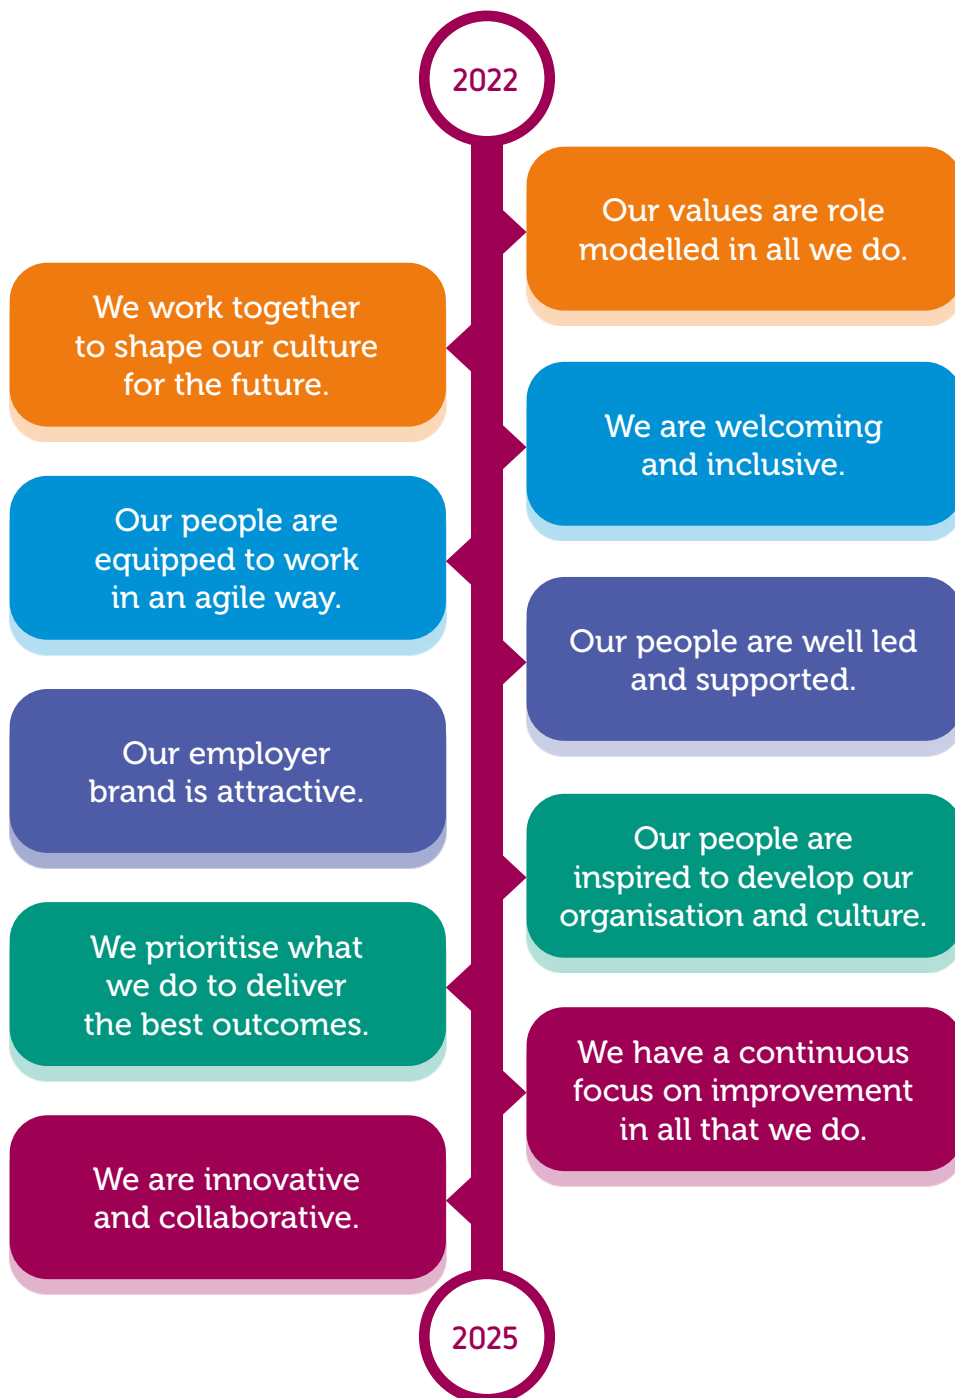 2022
Our values are role
modelled in all we do.
We work together
to shape our culture
for the future.
We are welcoming
and inclusive.
Our people are
equipped to work
in an agile way.
Our people are well led
and supported.
Our employer
brand is attractive.
Our people are
inspired to develop our
organisation and culture.
We prioritise what
we do to deliver
the best outcomes.
We have a continuous
focus on improvement
in all that we do.
We are innovative
and collaborative.
2025